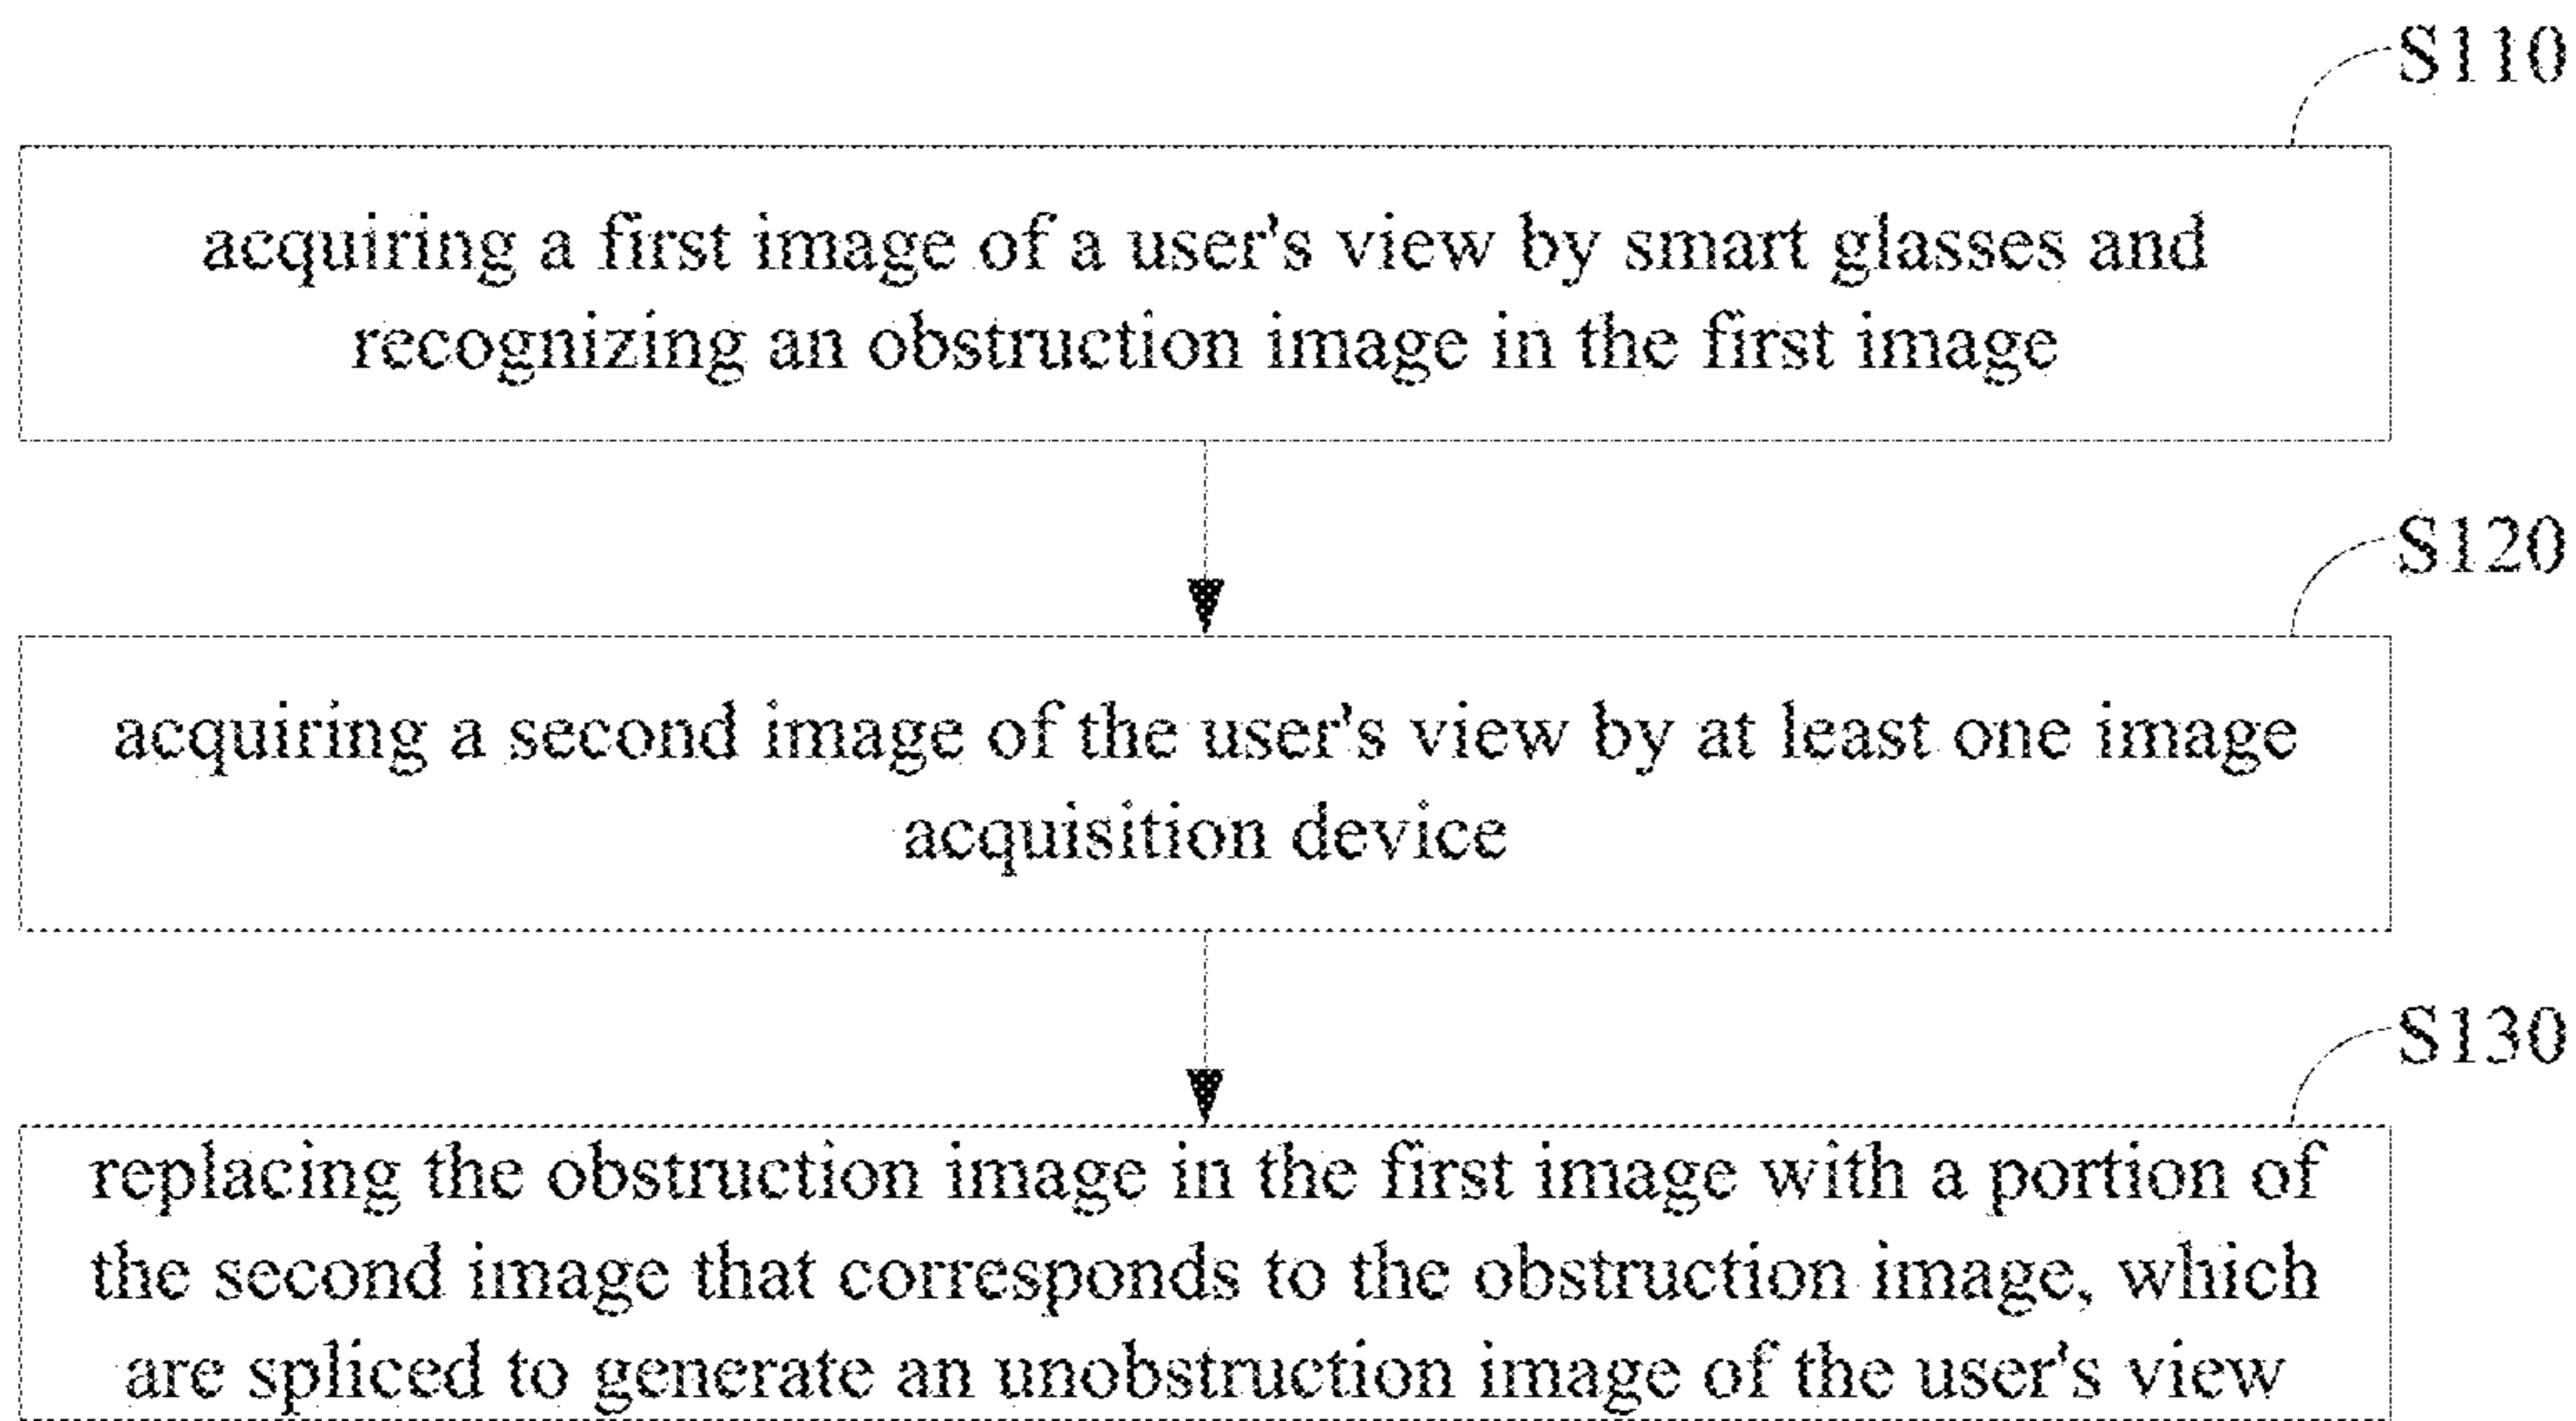 S110
acquiring a first image of a user's view by smart glasses and
recognizing an obstruction image in the first image
S120
acquiring a second image of the user's view by at least one image
acquisition device
S130
replacing the obstruction image in the first image with a portion of
the second image that corresponds to the obstruction image, which
are spliced to generate an unobstruction image of the user's view